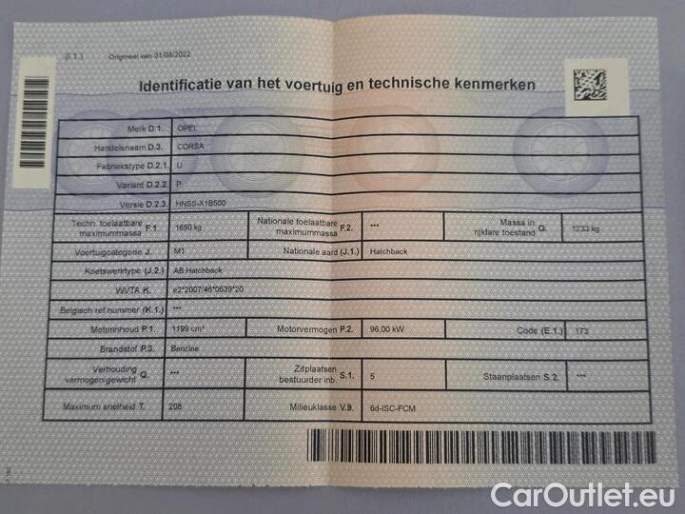 (I.1.) Origineel van 31/08/2022
Identificatie van het voertuig en technische kenmerken
Merk D.1. OPEL
Handelsnaam D.3. CORSA
Fabriekstype D.2.1. U
Variant D.2.2. P
Versie D.2.3. HNSS-X1B500
Techn. toelaatbare maximummassa F.1. 1650 kg Nationale toelaatbare maximummassa F.2. *** Massa in rijklare toestand G. 1233 kg
Voertuigcategorie J. M1 Nationale aard (J.1.) Hatchback
Koetswerktype (J.2.) AB Hatchback
WVTA K. e2*2007/46*0639*20
Belgisch ref.nummer (K.1.) ***
Motorinhoud P.1. 1199 cm³ Motorvermogen P.2. 96,00 kW Code (E.1.) 173
Brandstof P.3. Benzine
Verhouding vermogen/gewicht Q. *** Zitplaatsen bestuurder inb. S.1. 5 Staanplaatsen S.2. ***
Maximum snelheid T. 208 Milieuklasse V.9. 6d-ISC-FCM
CarOutlet.eu